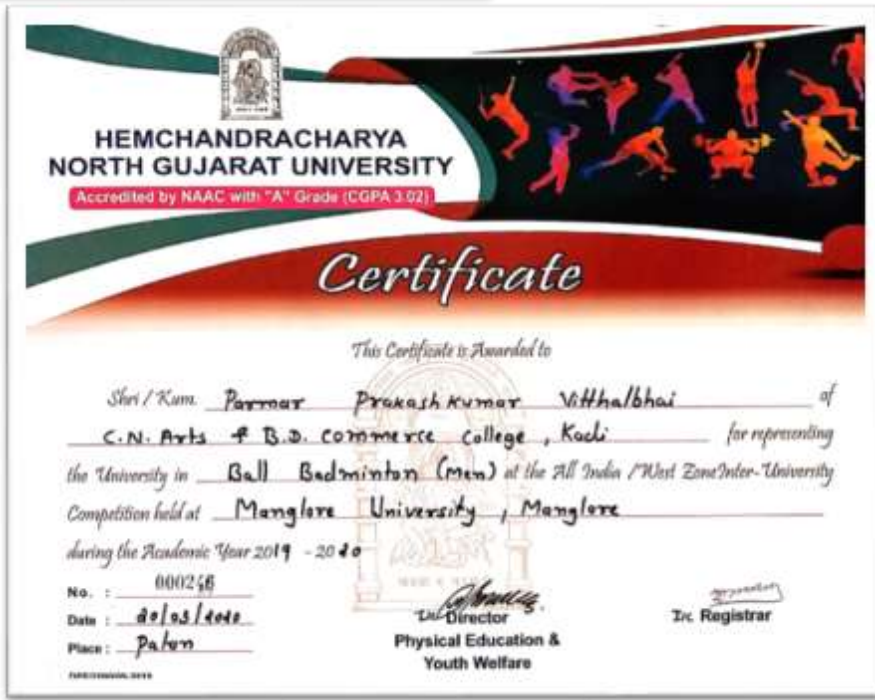 HEMCHANDRACHARYA
NORTH GUJARAT UNIVERSITY
Accredited by NAAC with "A" Grade (CGPA 3.02)
Certificate
This Certificate is Awarded to
Shri / Kum. Parmar Prakash Kumar Vitthalbhai of
C.N. Arts & B.D. Commerce College, Kadi for representing
the University in Ball Badminton (Men) at the All India / West Zone Inter-University
Competition held at Manglore University, Manglore
during the Academic Year 2019 - 2020
No. :
Date : 20/03/2020
Place : Patan
I/c Director
Physical Education &
Youth Welfare
I/c Registrar